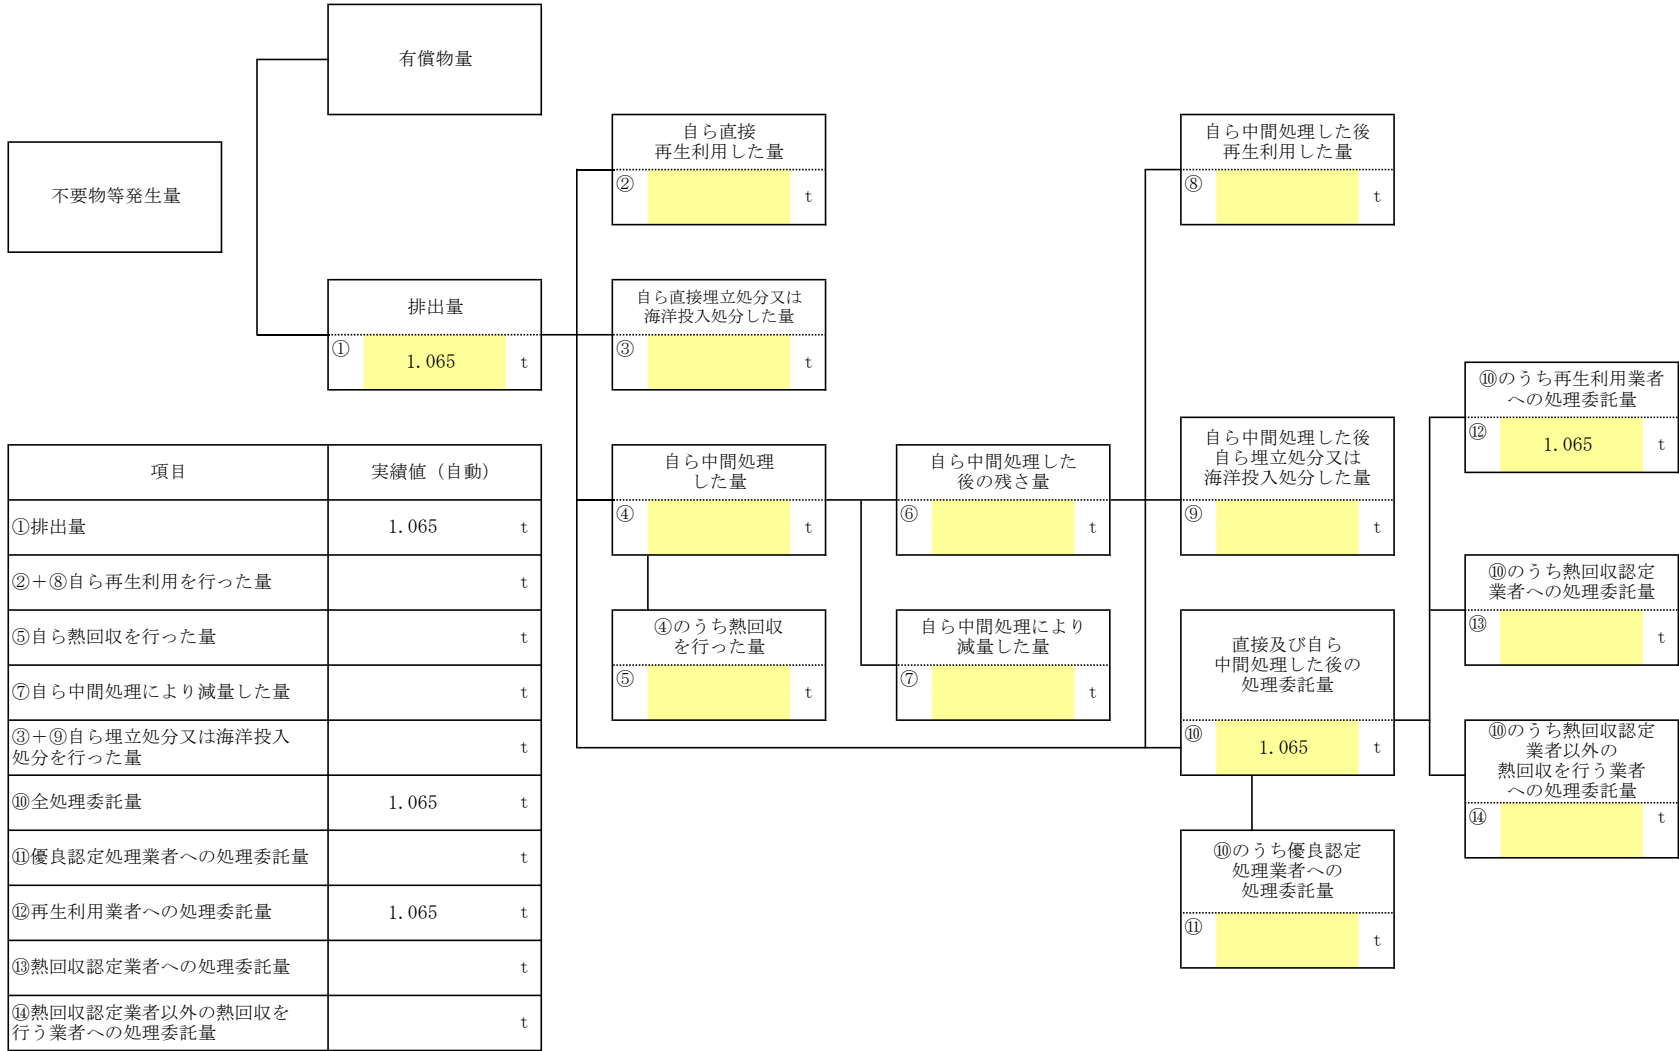 有償物量
不要物等発生量
排出量
① 1.065 t
自ら直接
再生利用した量
② t
自ら直接埋立処分又は
海洋投入処分した量
③ t
自ら中間処理
した量
④ t
④のうち熱回収
を行った量
⑤ t
自ら中間処理した
後の残さ量
⑥ t
自ら中間処理により
減量した量
⑦ t
自ら中間処理した後
再生利用した量
⑧ t
自ら中間処理した後
自ら埋立処分又は
海洋投入処分した量
⑨ t
直接及び自ら
中間処理した後の
処理委託量
⑩ 1.065 t
⑩のうち優良認定
処理業者への
処理委託量
⑪ t
⑩のうち再生利用業者
への処理委託量
⑫ 1.065 t
⑩のうち熱回収認定
業者への処理委託量
⑬ t
⑩のうち熱回収認定
業者以外の
熱回収を行う業者
への処理委託量
⑭ t
項目 実績値（自動）
①排出量 1.065 t
②＋⑧自ら再生利用を行った量 t
⑤自ら熱回収を行った量 t
⑦自ら中間処理により減量した量 t
③＋⑨自ら埋立処分又は海洋投入
処分を行った量 t
⑩全処理委託量 1.065 t
⑪優良認定処理業者への処理委託量 t
⑫再生利用業者への処理委託量 1.065 t
⑬熱回収認定業者への処理委託量 t
⑭熱回収認定業者以外の熱回収を
行う業者への処理委託量 t